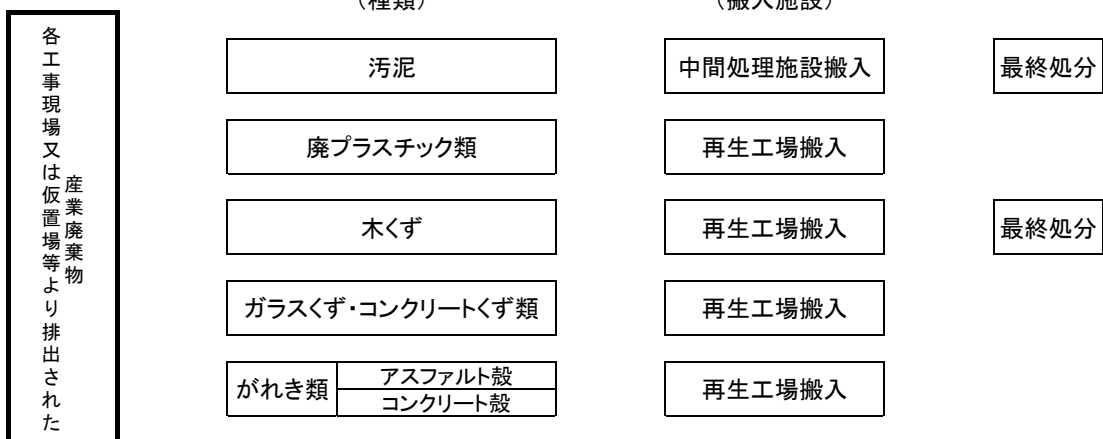 （種類）
（搬入施設）
各工事現場又は仮置場等より排出された
産業廃棄物
汚泥
中間処理施設搬入
最終処分
廃プラスチック類
再生工場搬入
木くず
再生工場搬入
最終処分
ガラスくず・コンクリートくず類
再生工場搬入
がれき類
アスファルト殻
コンクリート殻
再生工場搬入